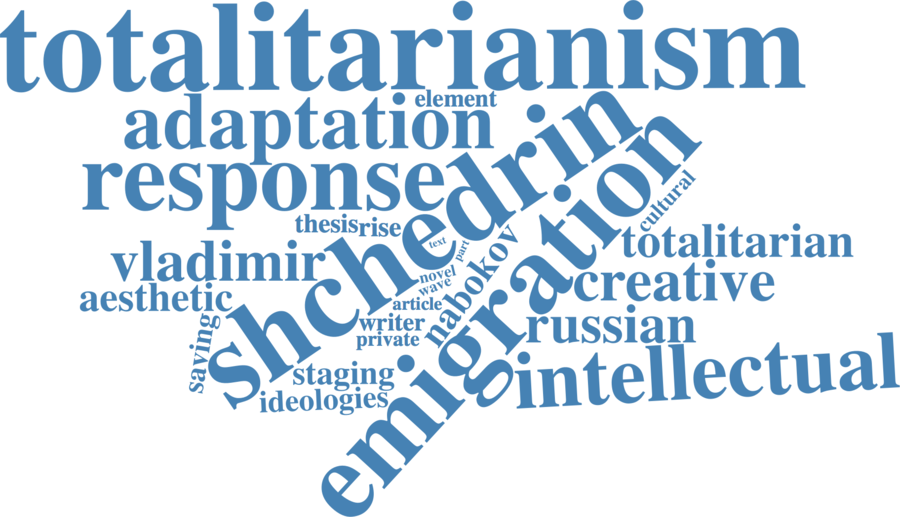 totalitarianism
element
adaptation
response
shchedrin
emigration
cultural
thesis
rise
text
part
totalitarian
vladimir
nabokov
novel
wave
creative
aesthetic
article
writer
russian
saving
private
intellectual
staging
ideologies